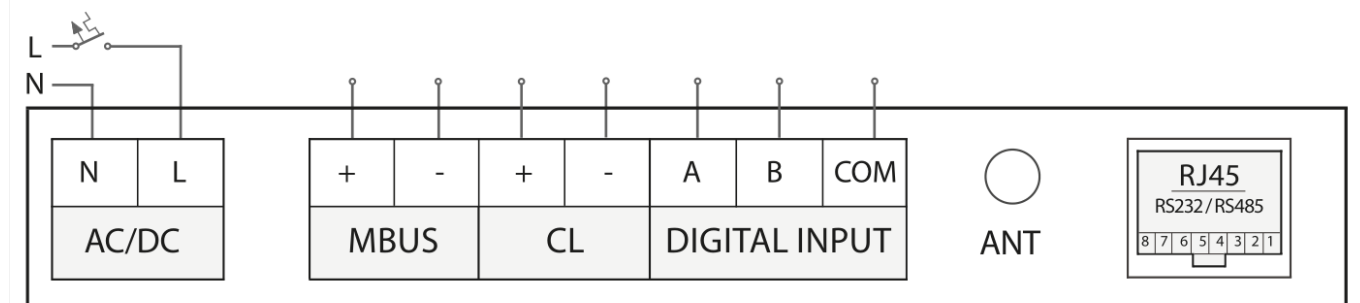 L
N
N L
AC/DC
+ - + - A B COM
MBUS CL DIGITAL INPUT
ANT
RJ45
RS232/RS485
8 7 6 5 4 3 2 1